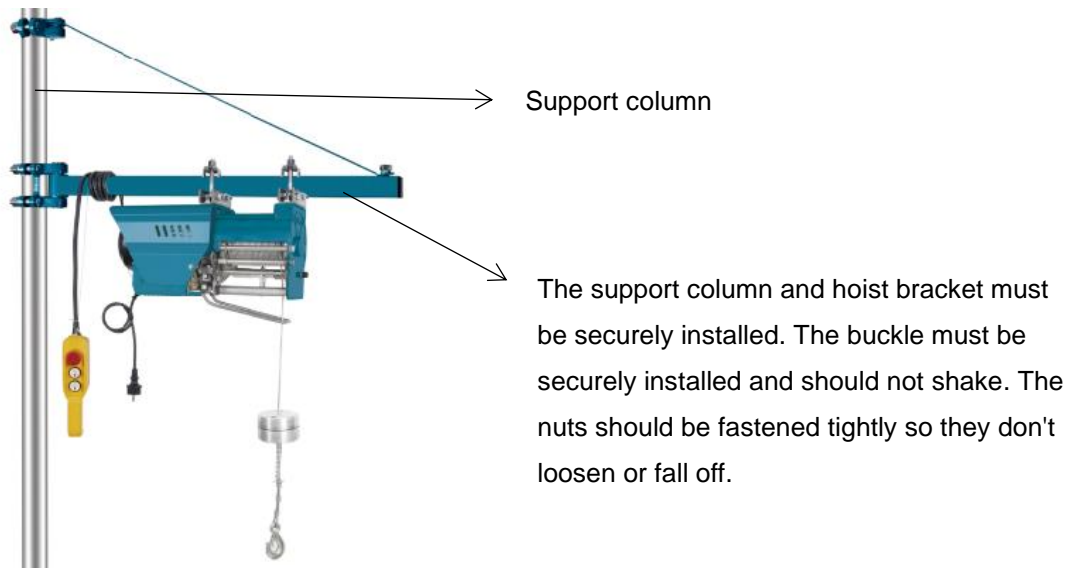 Support column
The support column and hoist bracket must
be securely installed. The buckle must be
securely installed and should not shake. The
nuts should be fastened tightly so they don't
loosen or fall off.